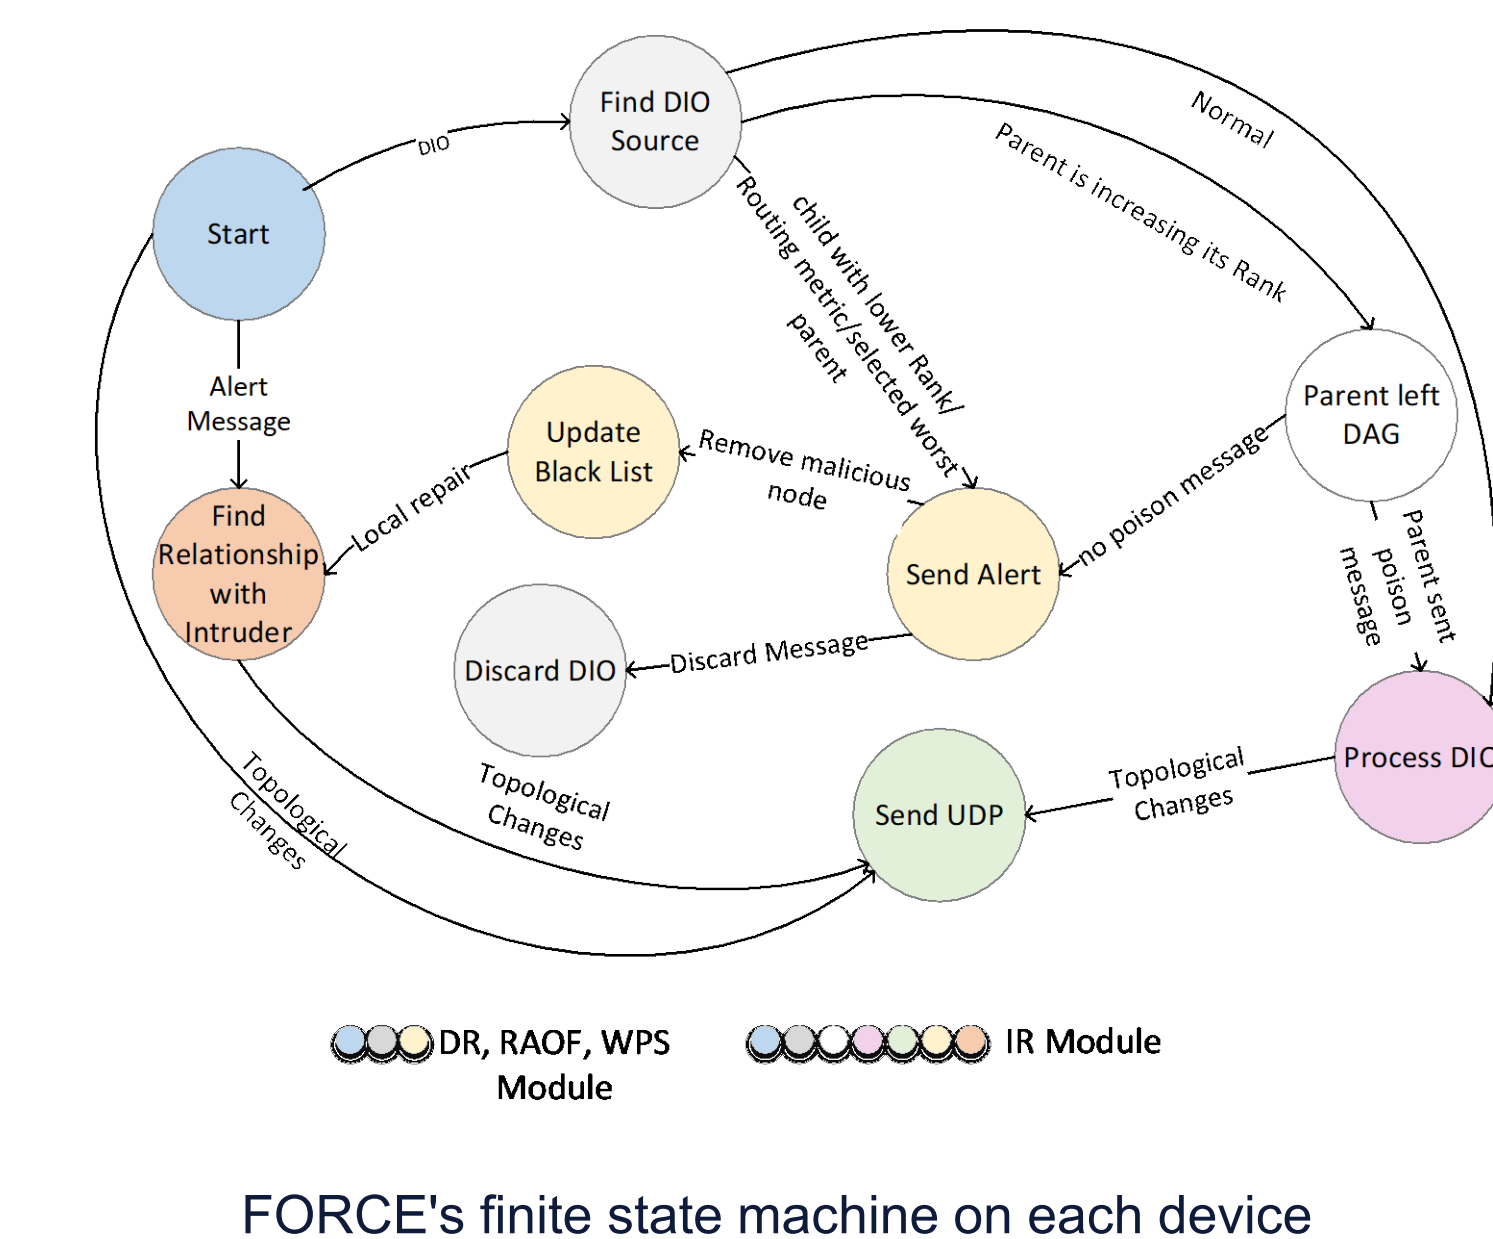 Find DIO
Source
Normal
DIO
Parent is increasing its Rank
Start
child with lower Rank/
Routing metric/selected worst
parent
Alert
Message
Parent left
DAG
Update
Black List
Remove malicious
node
Local repair
no poison message
Find
Relationship
with
Intruder
Send Alert
Parent sent
poison
message
Discard DIO
Discard Message
Process DIO
Topological
Changes
Topological
Changes
Send UDP
Topological
Changes
DR, RAOF, WPS
Module
IR Module
FORCE's finite state machine on each device